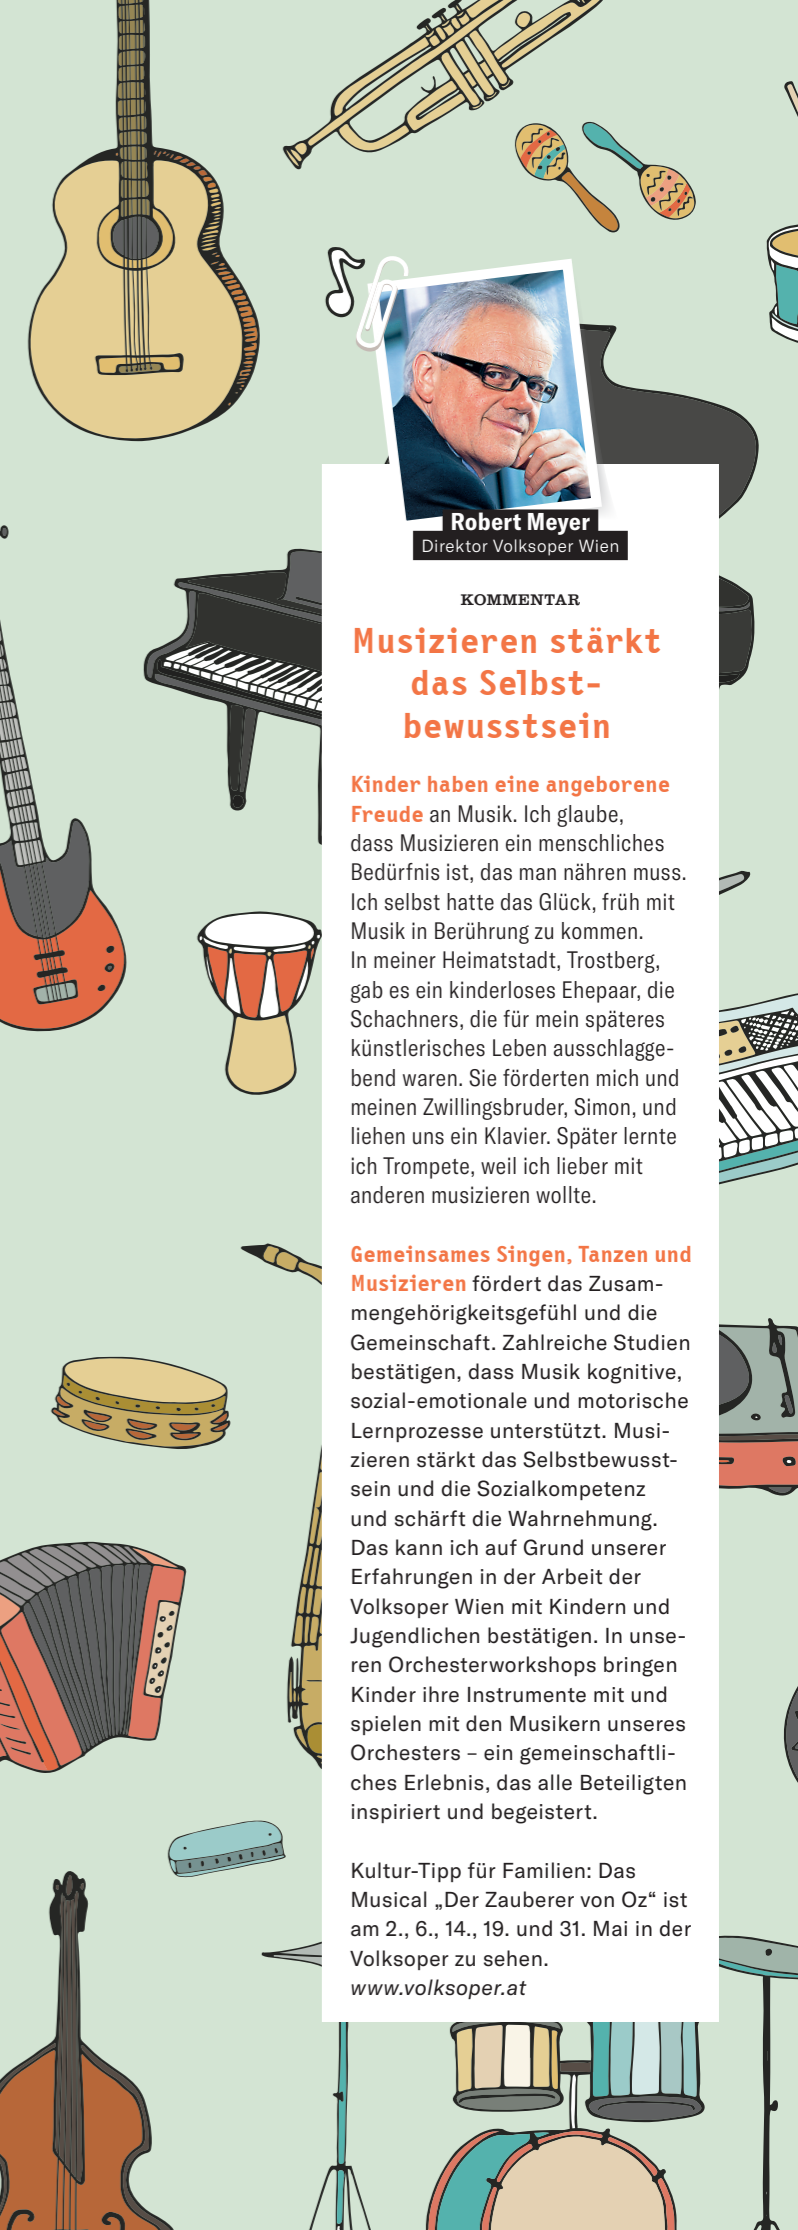 Robert Meyer
Direktor Volksoper Wien
KOMMENTAR
Musizieren stärkt
das Selbst-
bewusstsein
Kinder haben eine angeborene
Freude an Musik. Ich glaube,
dass Musizieren ein menschliches
Bedürfnis ist, das man nähren muss.
Ich selbst hatte das Glück, früh mit
Musik in Berührung zu kommen.
In meiner Heimatstadt, Trostberg,
gab es ein kinderloses Ehepaar, die
Schachners, die für mein späteres
künstlerisches Leben ausschlagge-
bend waren. Sie förderten mich und
meinen Zwillingsbruder, Simon, und
liehen uns ein Klavier. Später lernte
ich Trompete, weil ich lieber mit
anderen musizieren wollte.
Gemeinsames Singen, Tanzen und
Musizieren fördert das Zusam-
mengehörigkeitsgefühl und die
Gemeinschaft. Zahlreiche Studien
bestätigen, dass Musik kognitive,
sozial-emotionale und motorische
Lernprozesse unterstützt. Musi-
zieren stärkt das Selbstbewusst-
sein und die Sozialkompetenz
und schärft die Wahrnehmung.
Das kann ich auf Grund unserer
Erfahrungen in der Arbeit der
Volksoper Wien mit Kindern und
Jugendlichen bestätigen. In unse-
ren Orchesterworkshops bringen
Kinder ihre Instrumente mit und
spielen mit den Musikern unseres
Orchesters – ein gemeinschaftli-
ches Erlebnis, das alle Beteiligten
inspiriert und begeistert.
Kultur-Tipp für Familien: Das
Musical „Der Zauberer von Oz“ ist
am 2., 6., 14., 19. und 31. Mai in der
Volksoper zu sehen.
www.volksoper.at